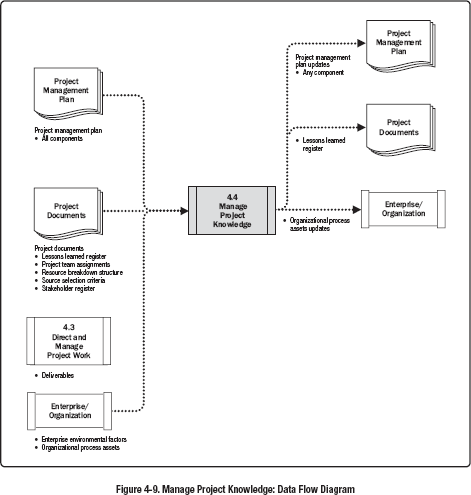 Project
Management
Plan
Project management plan
• All components
Project
Documents
Project documents
• Lessons learned register
• Project team assignments
• Resource breakdown structure
• Source selection criteria
• Stakeholder register
4.3
Direct and
Manage
Project Work
• Deliverables
Enterprise/
Organization
• Enterprise environmental factors
• Organizational process assets
4.4
Manage
Project
Knowledge
Project management
plan updates
• Any component
Project
Management
Plan
• Lessons learned
register
Project
Documents
• Organizational process
assets updates
Enterprise/
Organization
Figure 4-9. Manage Project Knowledge: Data Flow Diagram